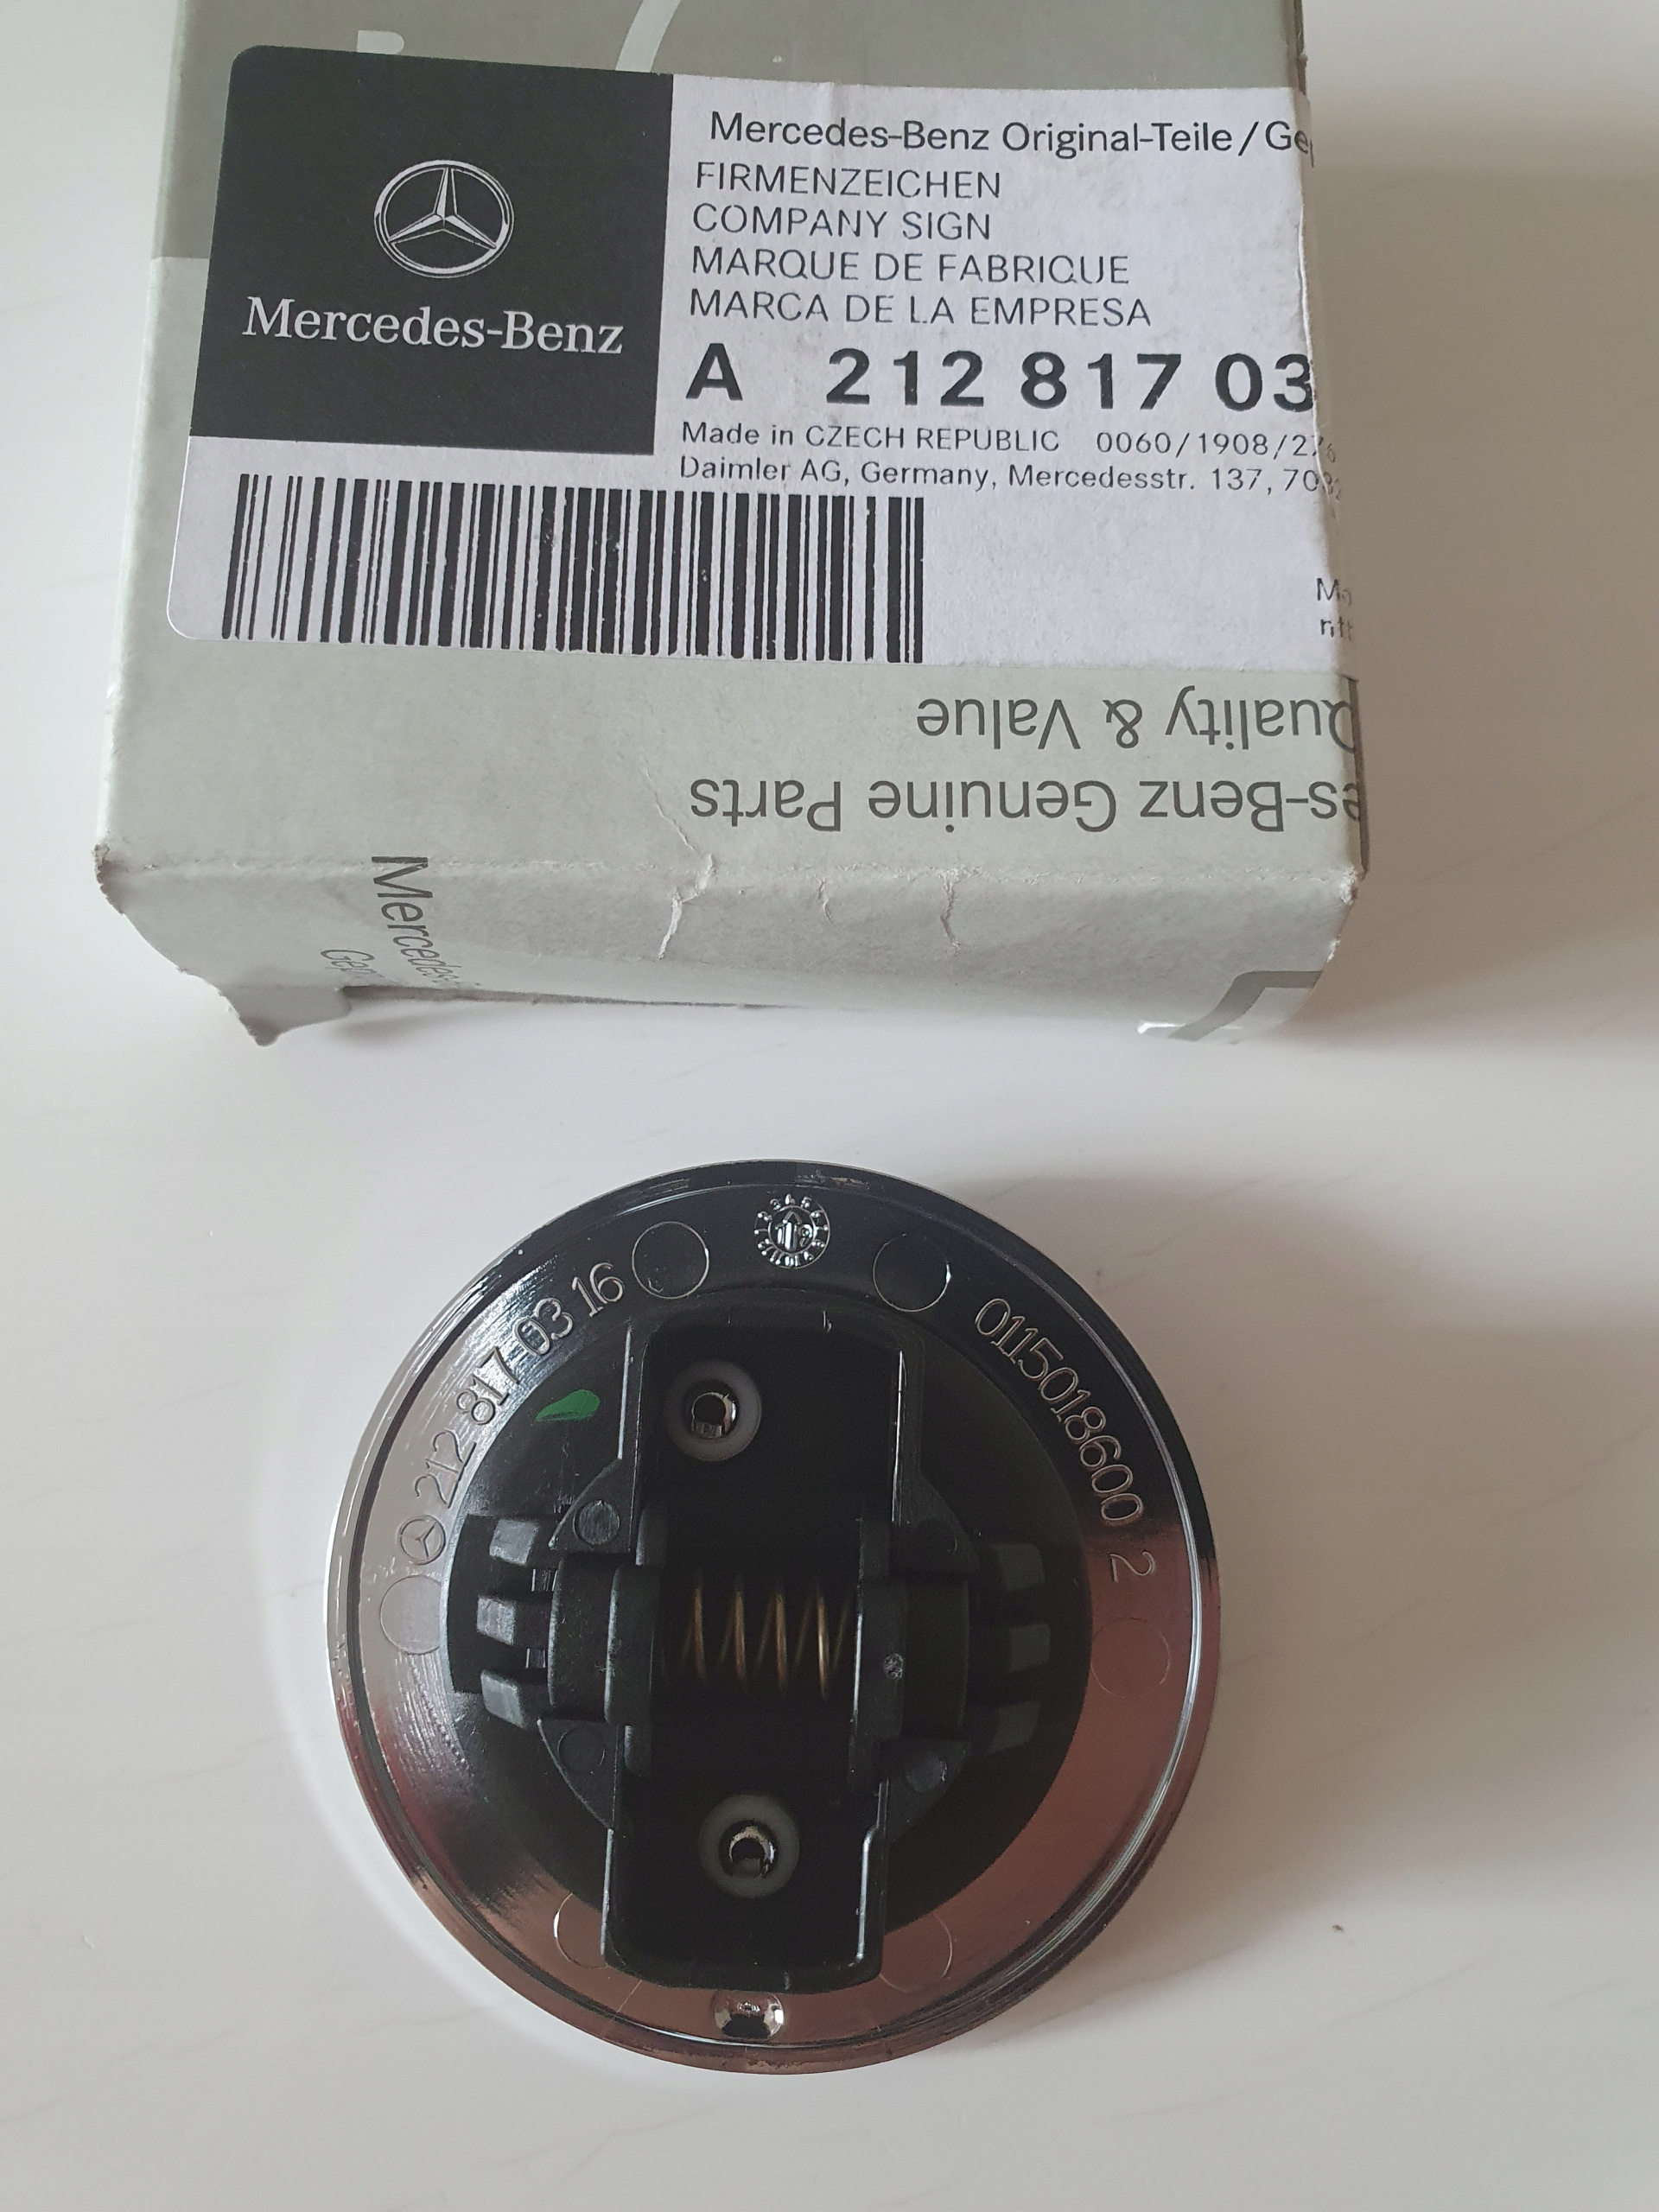 Mercedes-Benz
Mercedes-Benz Original-Teile / Ge
FIRMENZEICHEN
COMPANY SIGN
MARQUE DE FABRIQUE
MARCA DE LA EMPRESA
A 212 817 03
Made in CZECH REPUBLIC 0060/1908/2
Daimler AG, Germany, Mercedesstr. 137, 70
Quality & Value
es-Benz Genuine Parts
Mercedes-
212 817 03 16
0115018600 2